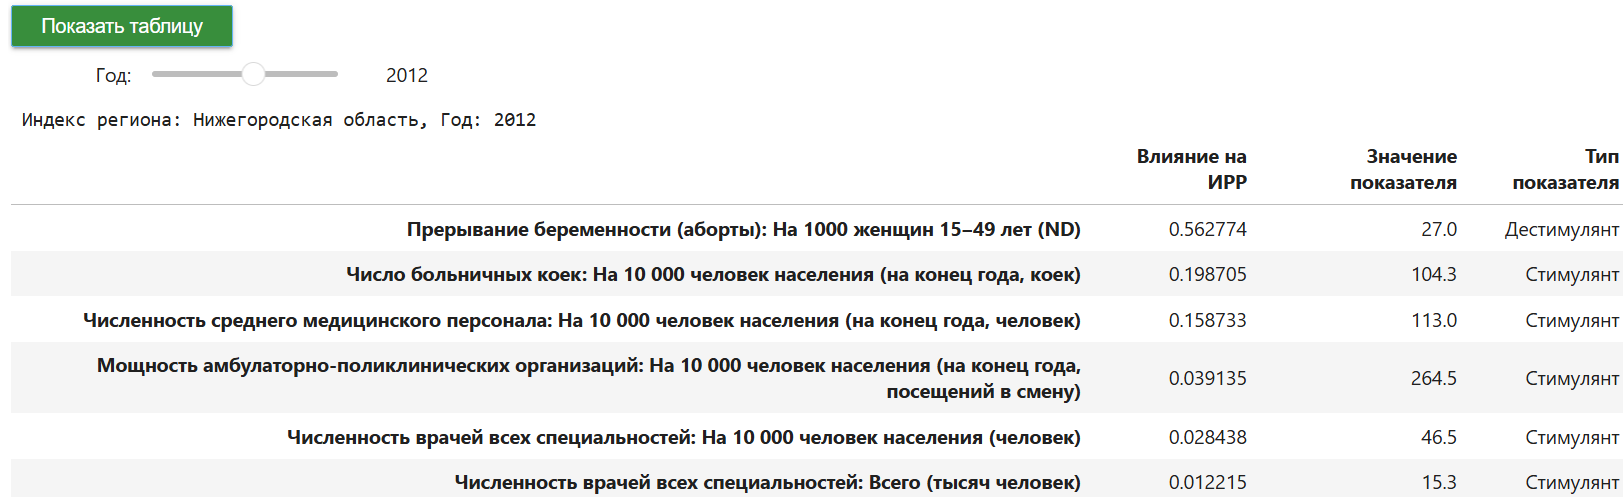 Показать таблицу
Год: 2012
Индекс региона: Нижегородская область, Год: 2012
Влияние на Значение Тип
ИРР показателя показателя
Прерывание беременности (аборты): На 1000 женщин 15–49 лет (ND) 0.562774 27.0 Дестимулянт
Число больничных коек: На 10 000 человек населения (на конец года, коек) 0.198705 104.3 Стимулянт
Численность среднего медицинского персонала: На 10 000 человек населения (на конец года, человек) 0.158733 113.0 Стимулянт
Мощность амбулаторно-поликлинических организаций: На 10 000 человек населения (на конец года,
посещений в смену) 0.039135 264.5 Стимулянт
Численность врачей всех специальностей: На 10 000 человек населения (человек) 0.028438 46.5 Стимулянт
Численность врачей всех специальностей: Всего (тысяч человек) 0.012215 15.3 Стимулянт